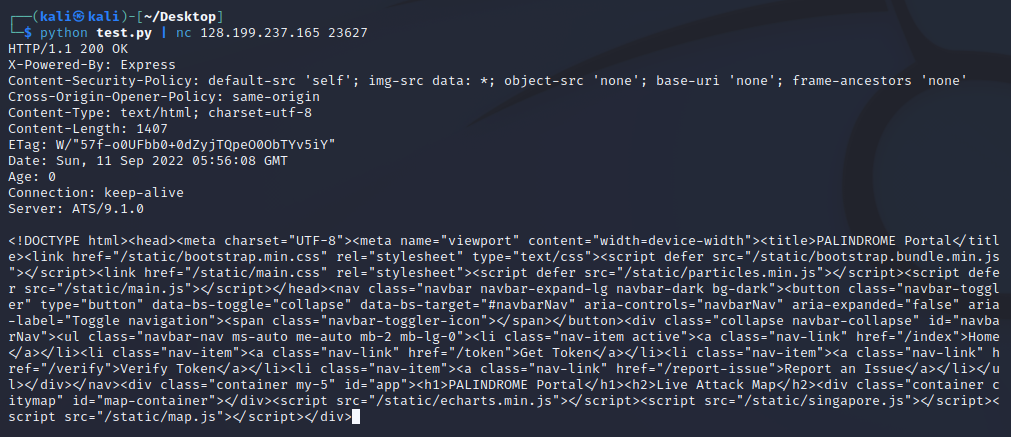 ┌──(kali㉿kali)-[~/Desktop]
└─$ python test.py | nc 128.199.237.165 23627
HTTP/1.1 200 OK
X-Powered-By: Express
Content-Security-Policy: default-src 'self'; img-src data: *; object-src 'none'; base-uri 'none'; frame-ancestors 'none'
Cross-Origin-Opener-Policy: same-origin
Content-Type: text/html; charset=utf-8
Content-Length: 1407
ETag: W/"57f-o0UFbb0+0dZyjTQpeO0ObTYv5iY"
Date: Sun, 11 Sep 2022 05:56:08 GMT
Age: 0
Connection: keep-alive
Server: ATS/9.1.0

<!DOCTYPE html><head><meta charset="UTF-8"><meta name="viewport" content="width=device-width"><title>PALINDROME Portal</titl
e><link href="/static/bootstrap.min.css" rel="stylesheet" type="text/css"><script defer src="/static/bootstrap.bundle.min.js
"></script><link href="/static/main.css" rel="stylesheet"><script defer src="/static/particles.min.js"></script><script defe
r src="/static/main.js"></script></head><nav class="navbar navbar-expand-lg navbar-dark bg-dark"><button class="navbar-toggl
er" type="button" data-bs-toggle="collapse" data-bs-target="#navbarNav" aria-controls="navbarNav" aria-expanded="false" aria
-label="Toggle navigation"><span class="navbar-toggler-icon"></span></button><div class="collapse navbar-collapse" id="navba
rNav"><ul class="navbar-nav ms-auto me-auto mb-2 mb-lg-0"><li class="nav-item active"><a class="nav-link" href="/index">Home
</a></li><li class="nav-item"><a class="nav-link" href="/token">Get Token</a></li><li class="nav-item"><a class="nav-link" h
ref="/verify">Verify Token</a></li><li class="nav-item"><a class="nav-link" href="/report-issue">Report an Issue</a></li></u
l></div></nav><div class="container my-5" id="app"><h1>PALINDROME Portal</h1><h2>Live Attack Map</h2><div class="container c
itymap" id="map-container"></div><script src="/static/echarts.min.js"></script><script src="/static/singapore.js"></script><
script src="/static/map.js"></script></div>